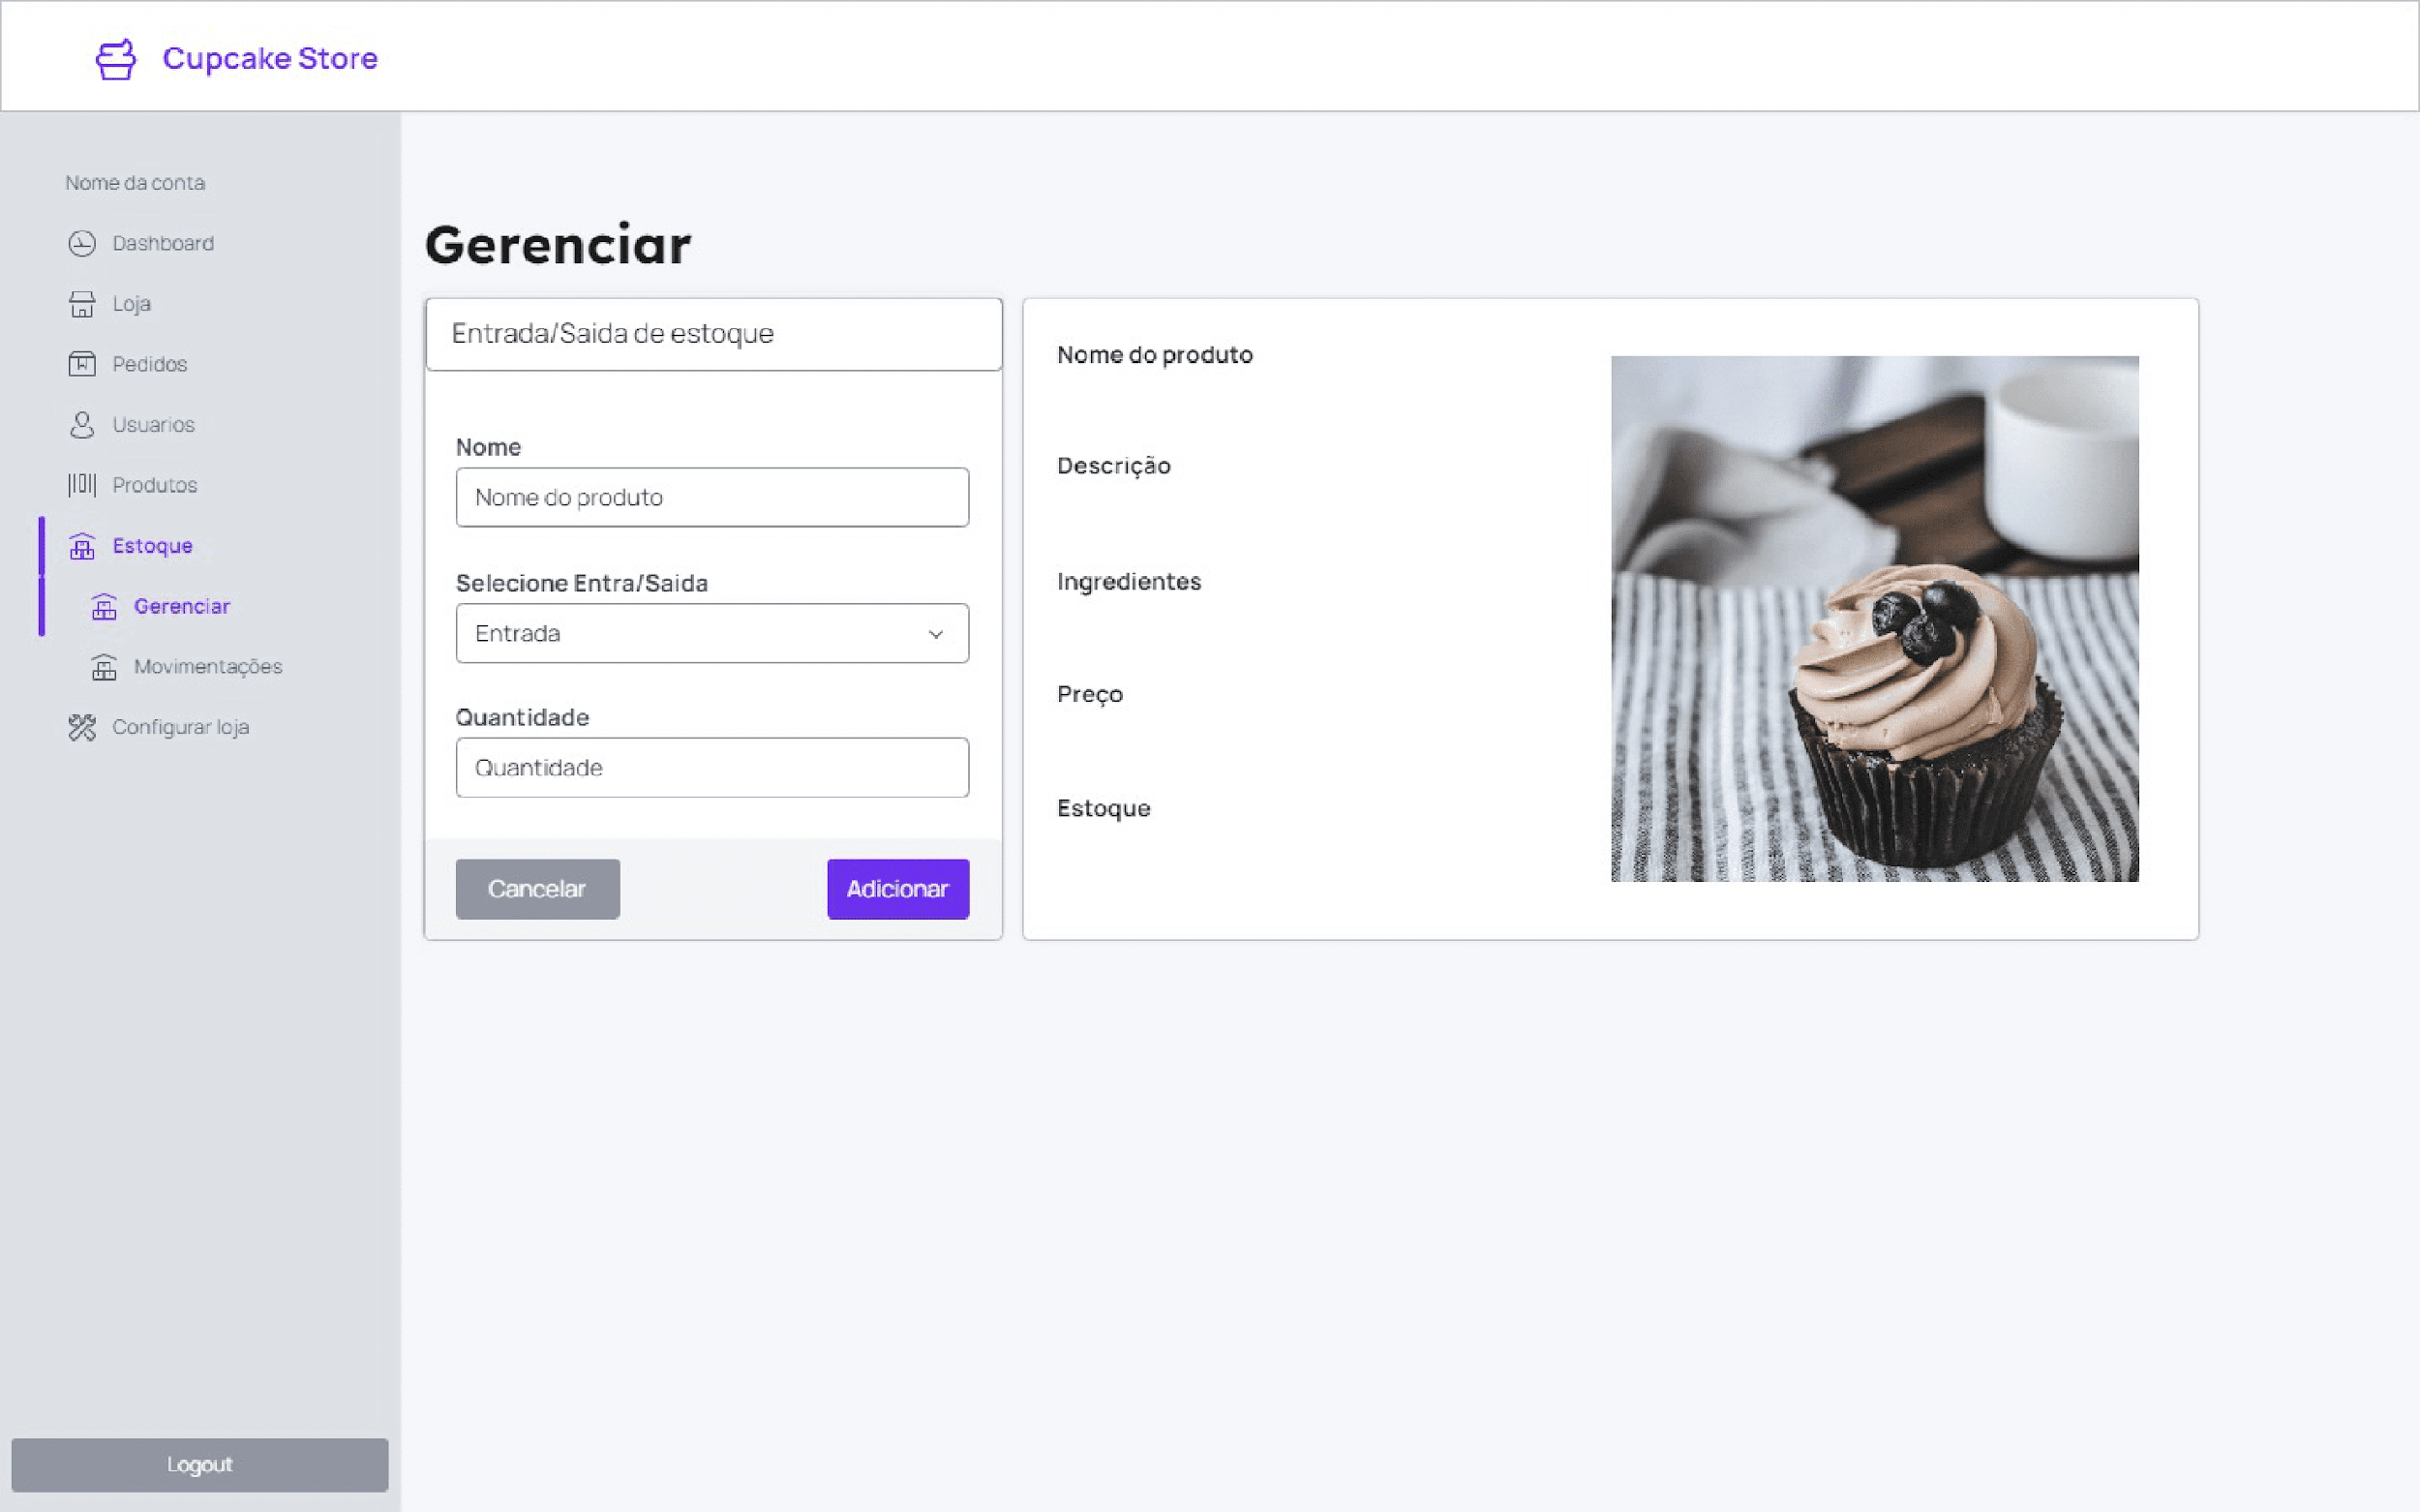 Cupcake Store
Nome da conta
Dashboard
Loja
Pedidos
Usuarios
Produtos
Estoque
Gerenciar
Movimentações
Configurar loja
Logout
Gerenciar
Entrada/Saida de estoque
Nome
Nome do produto
Selecione Entra/Saida
Entrada
Quantidade
Quantidade
Cancelar
Adicionar
Nome do produto
Descrição
Ingredientes
Preço
Estoque